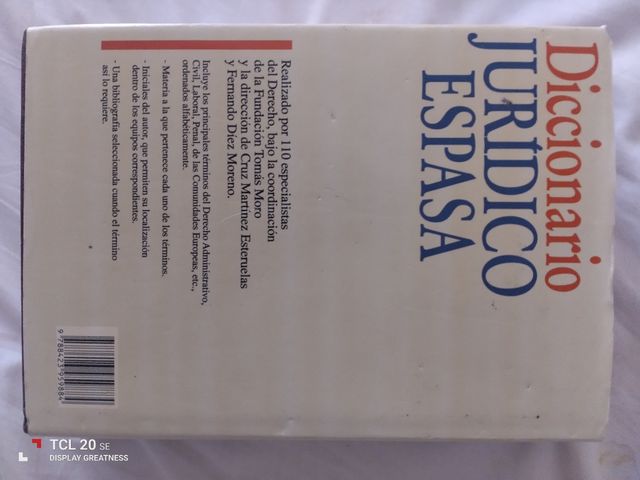 Diccionario
JURÍDICO
ESPASA
Realizado por 110 especialistas
del Derecho, bajo la coordinación
de la Fundación Tomás Moro
y la dirección de Cruz Martínez Esteruelas
y Fernando Díez Moreno.
Incluye los principales términos del Derecho Administrativo,
Civil, Laboral, Penal, de las Comunidades Europeas, etc.,
ordenados alfabéticamente.
- Materia a la que pertenece cada uno de los términos.
- Iniciales del autor, que permiten su localización
dentro de los equipos correspondientes.
- Una bibliografía seleccionada cuando el término
así lo requiere.
9 788423 959884
TCL 20 SE
DISPLAY GREATNESS